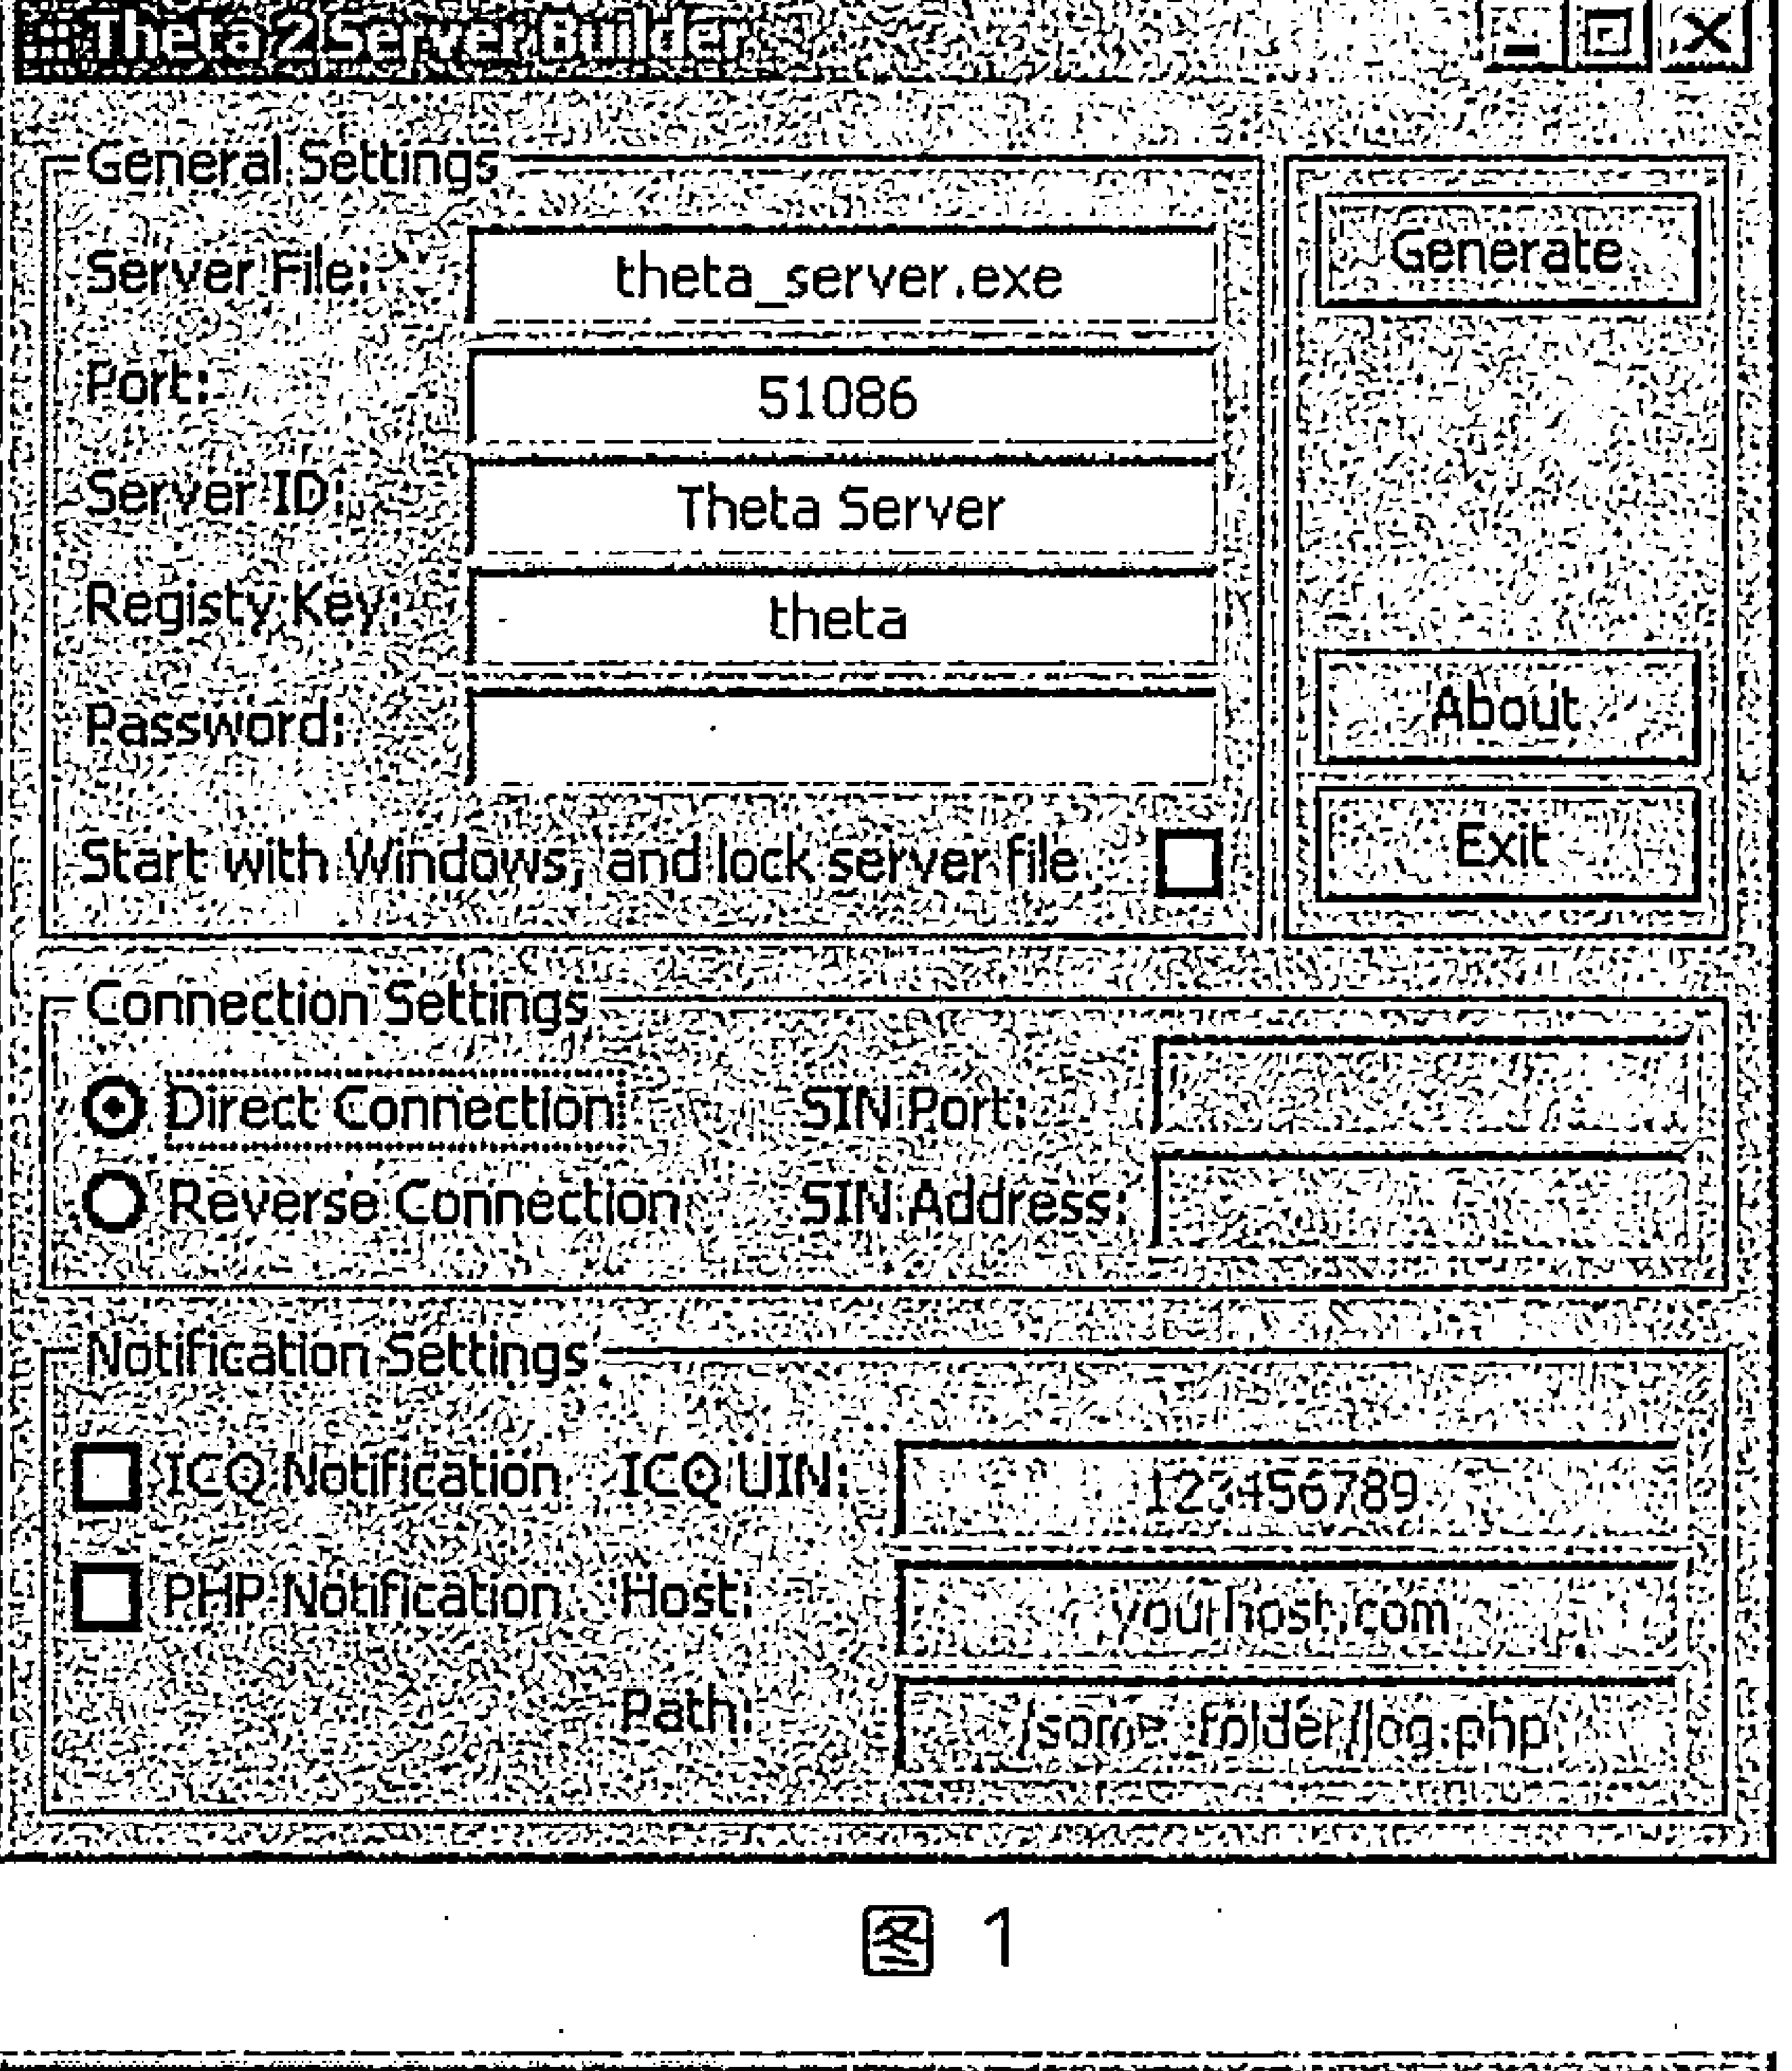 Theta 2 Server Builder
General Settings
Server File: theta_server.exe
Generate
Port: 51086
Server ID: Theta Server
Registy Key: theta
Password:
About
Start with Windows, and lock server file
Exit
Connection Settings
Direct Connection SIN Port:
Reverse Connection SIN Address:
Notification Settings
ICQ Notification ICQ UIN: 123456789
PHP Notification Host: yourhost.com
Path: /some_folder/log.php
图 1